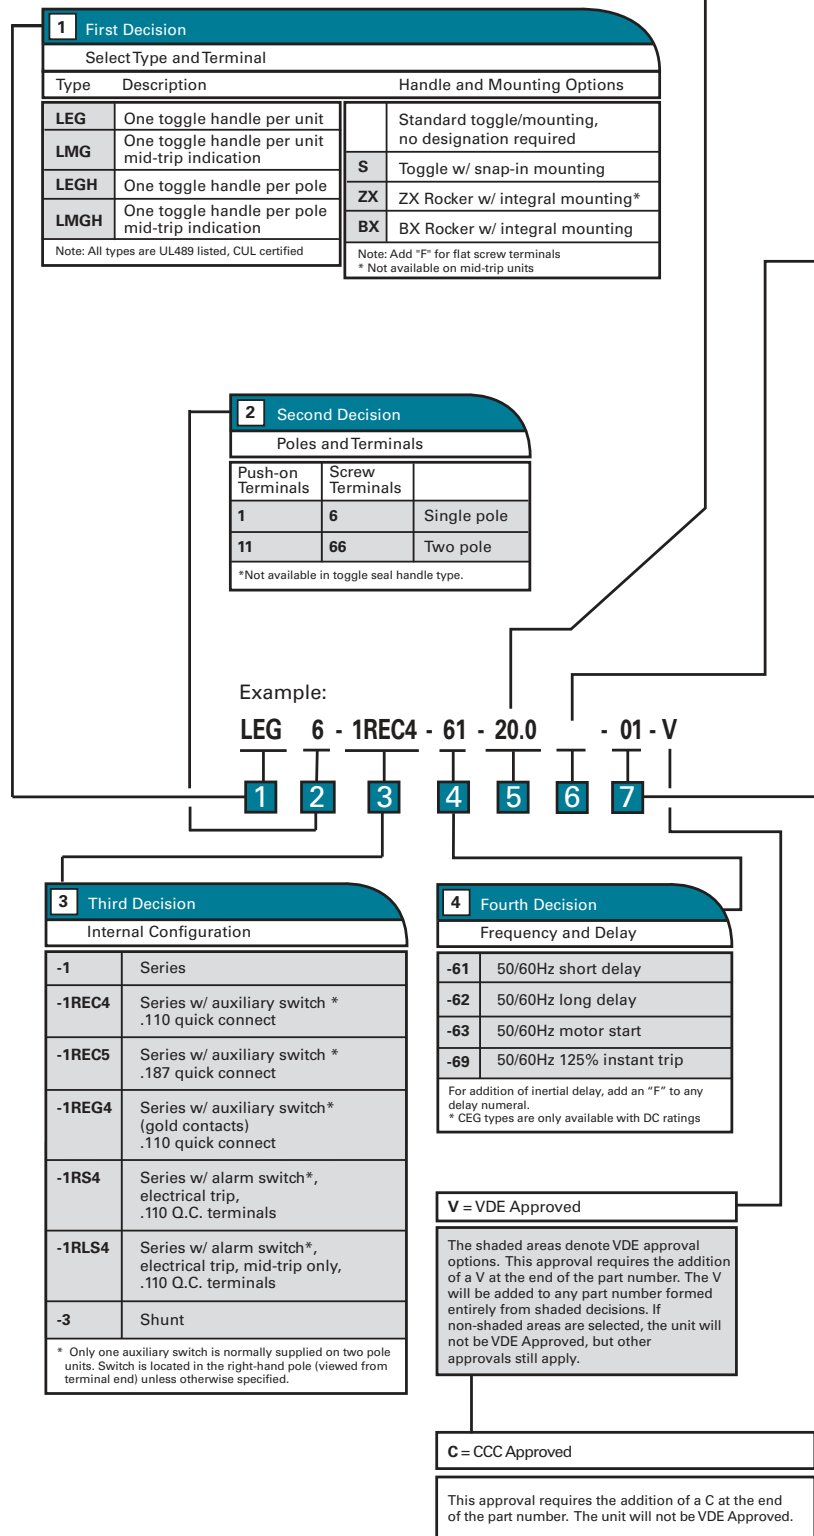 1 First Decision
Select Type and Terminal
Type Description Handle and Mounting Options
LEG One toggle handle per unit
LMG One toggle handle per unit
mid-trip indication
LEGH One toggle handle per pole
LMGH One toggle handle per pole
mid-trip indication
Note: All types are UL489 listed, CUL certified
Standard toggle/mounting,
no designation required
S Toggle w/ snap-in mounting
ZX ZX Rocker w/ integral mounting*
BX BX Rocker w/ integral mounting
Note: Add "F" for flat screw terminals
* Not available on mid-trip units
2 Second Decision
Poles and Terminals
Push-on
Terminals
Screw
Terminals
1 6 Single pole
11 66 Two pole
*Not available in toggle seal handle type.
Example:
LEG 6 - 1REC4 - 61 - 20.0 - 01 - V
1 2 3 4 5 6 7
3 Third Decision
Internal Configuration
-1 Series
-1REC4 Series w/ auxiliary switch *
.110 quick connect
-1REC5 Series w/ auxiliary switch *
.187 quick connect
-1REG4 Series w/ auxiliary switch*
(gold contacts)
.110 quick connect
-1RS4 Series w/ alarm switch*,
electrical trip,
.110 Q.C. terminals
-1RLS4 Series w/ alarm switch*,
electrical trip, mid-trip only,
.110 Q.C. terminals
-3 Shunt
* Only one auxiliary switch is normally supplied on two pole
units. Switch is located in the right-hand pole (viewed from
terminal end) unless otherwise specified.
4 Fourth Decision
Frequency and Delay
-61 50/60Hz short delay
-62 50/60Hz long delay
-63 50/60Hz motor start
-69 50/60Hz 125% instant trip
For addition of inertial delay, add an “F” to any
delay numeral.
* CEG types are only available with DC ratings
V = VDE Approved
The shaded areas denote VDE approval
options. This approval requires the addition
of a V at the end of the part number. The V
will be added to any part number formed
entirely from shaded decisions. If
non-shaded areas are selected, the unit will
not be VDE Approved, but other
approvals still apply.
C = CCC Approved
This approval requires the addition of a C at the end
of the part number. The unit will not be VDE Approved.